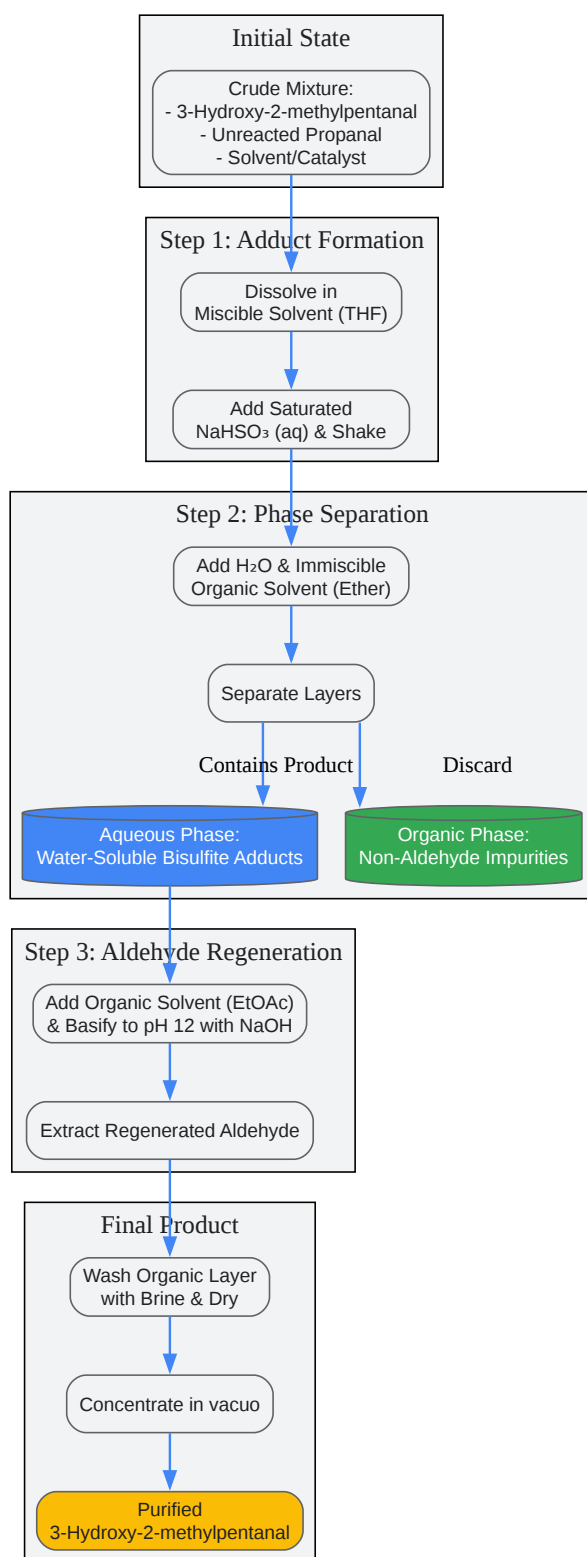 Initial State
Crude Mixture:
- 3-Hydroxy-2-methylpentanal
- Unreacted Propanal
- Solvent/Catalyst
Step 1: Adduct Formation
Dissolve in
Miscible Solvent (THF)
Add Saturated
NaHSO₃ (aq) & Shake
Step 2: Phase Separation
Add H₂O & Immiscible
Organic Solvent (Ether)
Separate Layers
Contains Product
Discard
Aqueous Phase:
Water-Soluble Bisulfite Adducts
Organic Phase:
Non-Aldehyde Impurities
Step 3: Aldehyde Regeneration
Add Organic Solvent (EtOAc)
& Basify to pH 12 with NaOH
Extract Regenerated Aldehyde
Final Product
Wash Organic Layer
with Brine & Dry
Concentrate in vacuo
Purified
3-Hydroxy-2-methylpentanal